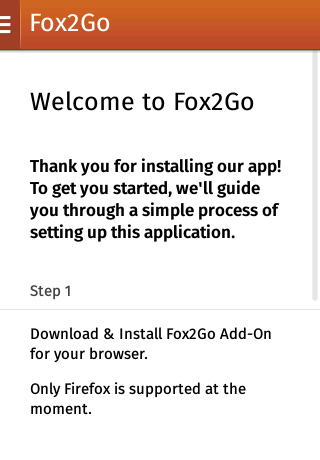 Fox2Go
Welcome to Fox2Go
Thank you for installing our app!
To get you started, we'll guide
you through a simple process of
setting up this application.
Step 1
Download & Install Fox2Go Add-On
for your browser.
Only Firefox is supported at the
moment.